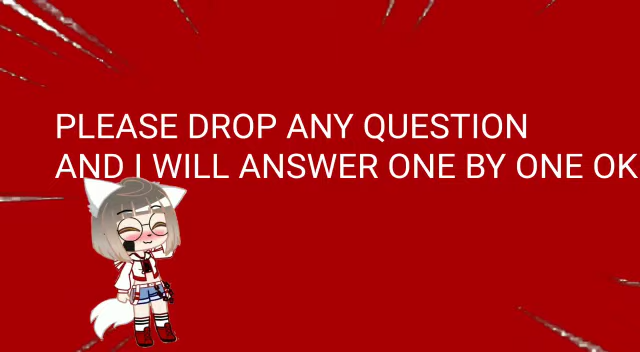 PLEASE DROP ANY QUESTION
AND I WILL ANSWER ONE BY ONE OK